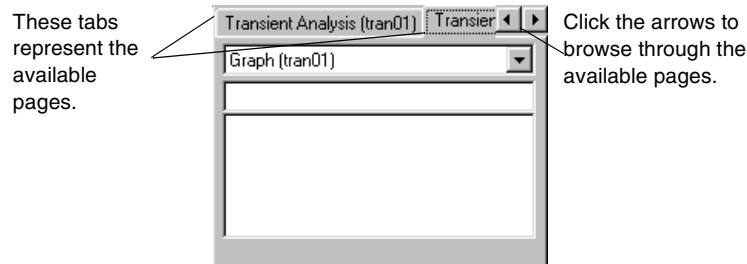 These tabs
represent the
available
pages.
Transient Analysis (tran01)
Transier
Click the arrows to
browse through the
available pages.
Graph (tran01)